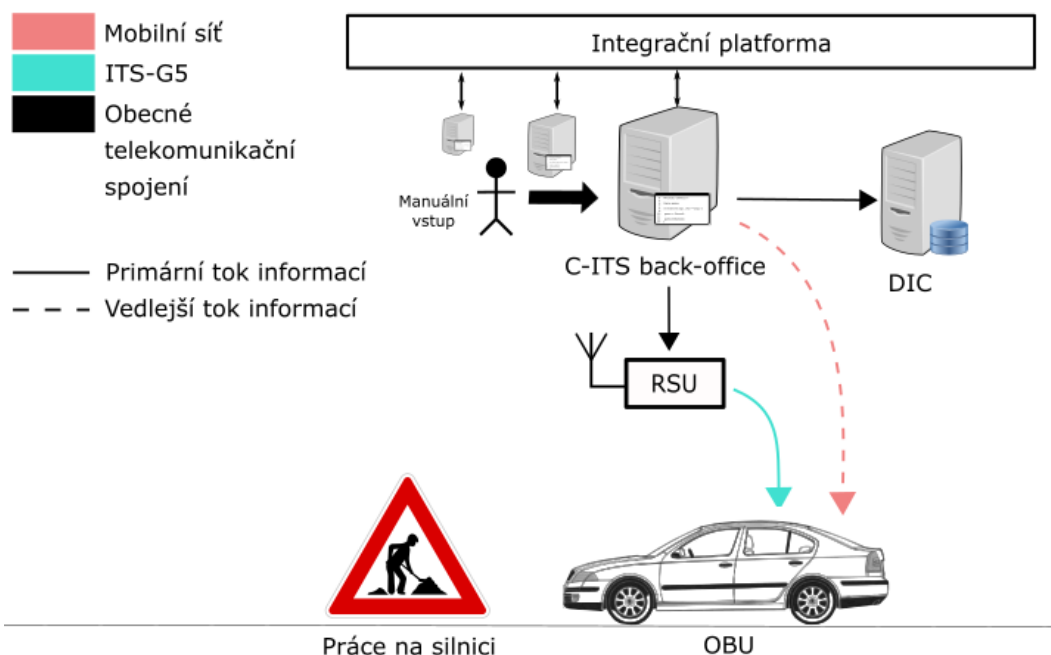 Mobilní síť
ITS-G5
Obecné
telekomunikační
spojení
Primární tok informací
Vedlejší tok informací
Integrační platforma
Manuální
vstup
C-ITS back-office
DIC
RSU
Práce na silnici
OBU